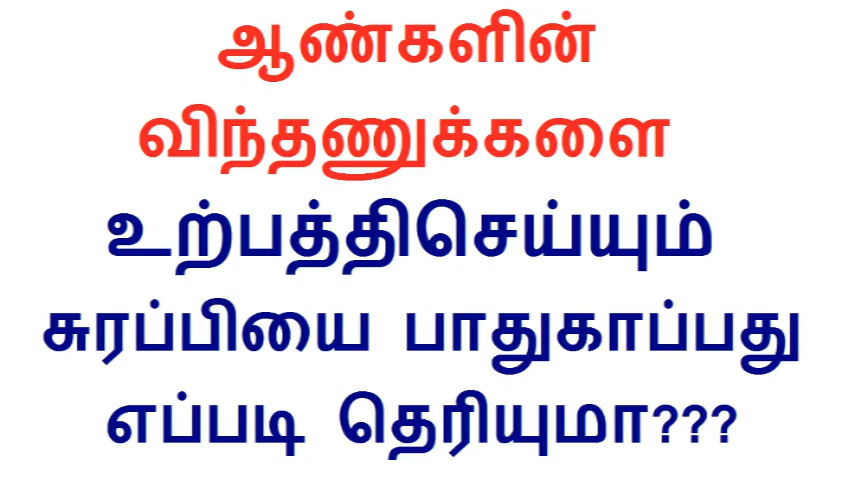 ஆண்களின்
விந்தணுக்களை
உற்பத்திசெய்யும்
சுரப்பியை பாதுகாப்பது
எப்படி தெரியுமா???